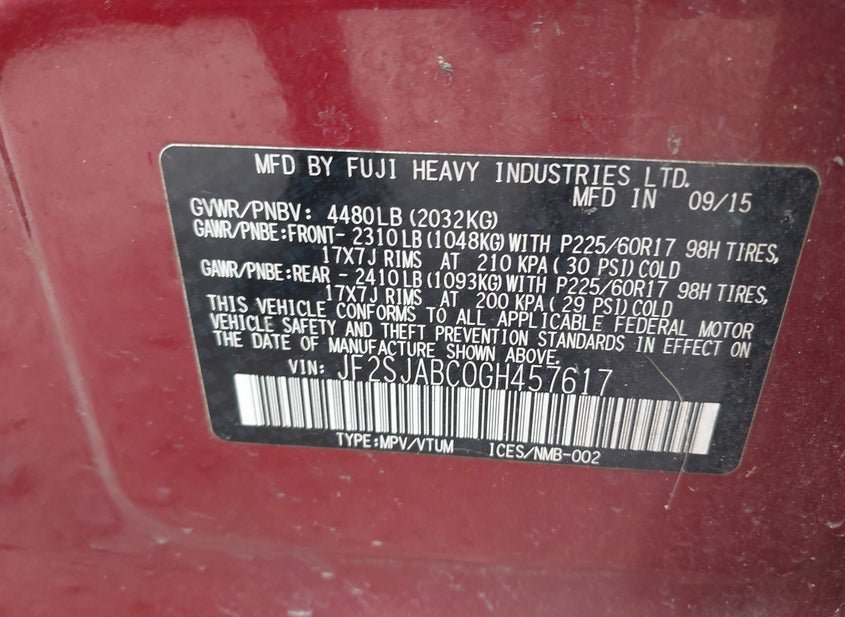 MFD BY FUJI HEAVY INDUSTRIES LTD.
MFD IN 09/15
GVWR/PNBV: 4480LB (2032KG)
GAWR/PNBE:FRONT- 2310LB (1048KG) WITH P225/60R17 98H TIRES,
17X7J RIMS AT 210 KPA (30 PSI) COLD
GAWR/PNBE:REAR - 2410LB (1093KG) WITH P225/60R17 98H TIRES,
17X7J RIMS AT 200 KPA (29 PSI) COLD
THIS VEHICLE CONFORMS TO ALL APPLICABLE FEDERAL MOTOR
VEHICLE SAFETY AND THEFT PREVENTION STANDARDS IN EFFECT ON
THE DATE OF MANUFACTURE SHOWN ABOVE.
VIN: JF2SJABC0GH457617
TYPE:MPV/VTUM ICES/NMB-002